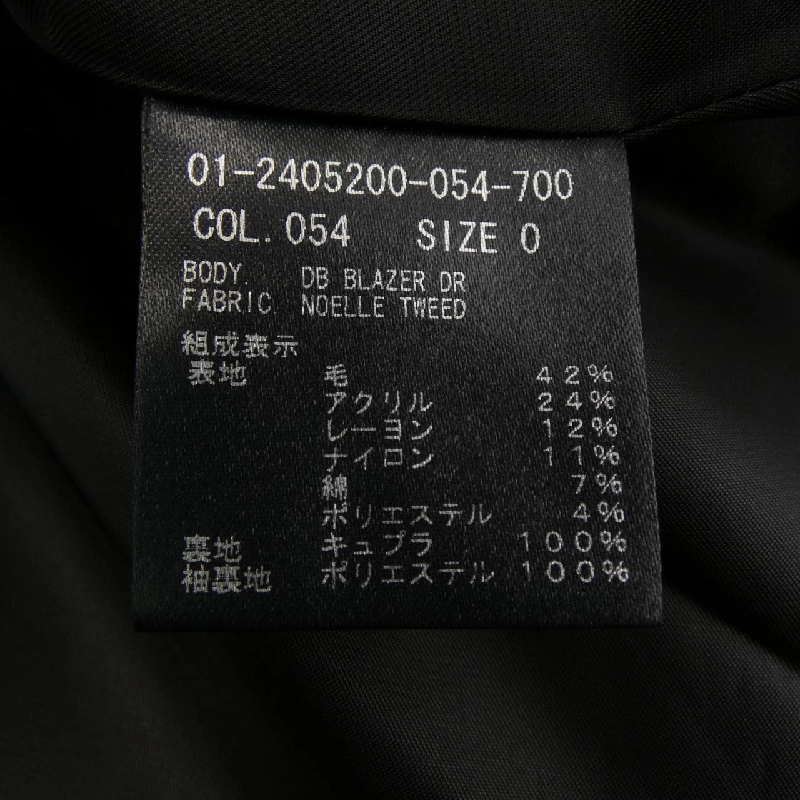 01-2405200-054-700
COL. 054 SIZE 0
BODY DB BLAZER DR
FABRIC NOELLE TWEED
組成表示
表地 毛 42%
アクリル 24%
レーヨン 12%
ナイロン 11%
綿 7%
ポリエステル 4%
裏地 キュプラ 100%
袖裏地 ポリエステル 100%